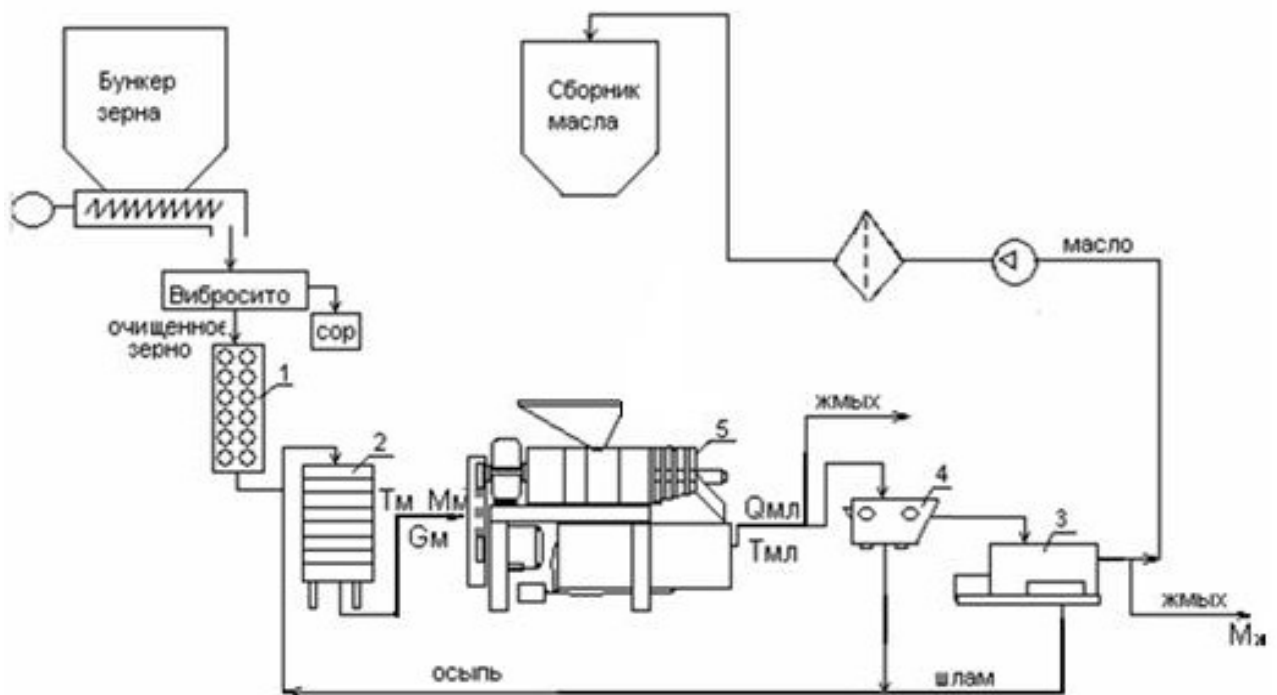 Бункер
зерна
Сборник
масла
масло
Вибросито
сор
очищенное
зерно
1
жмых
2
5
4
Тм Мм
Gм
Qмл
Тмл
3
жмых
Мж
осыпь
шлам